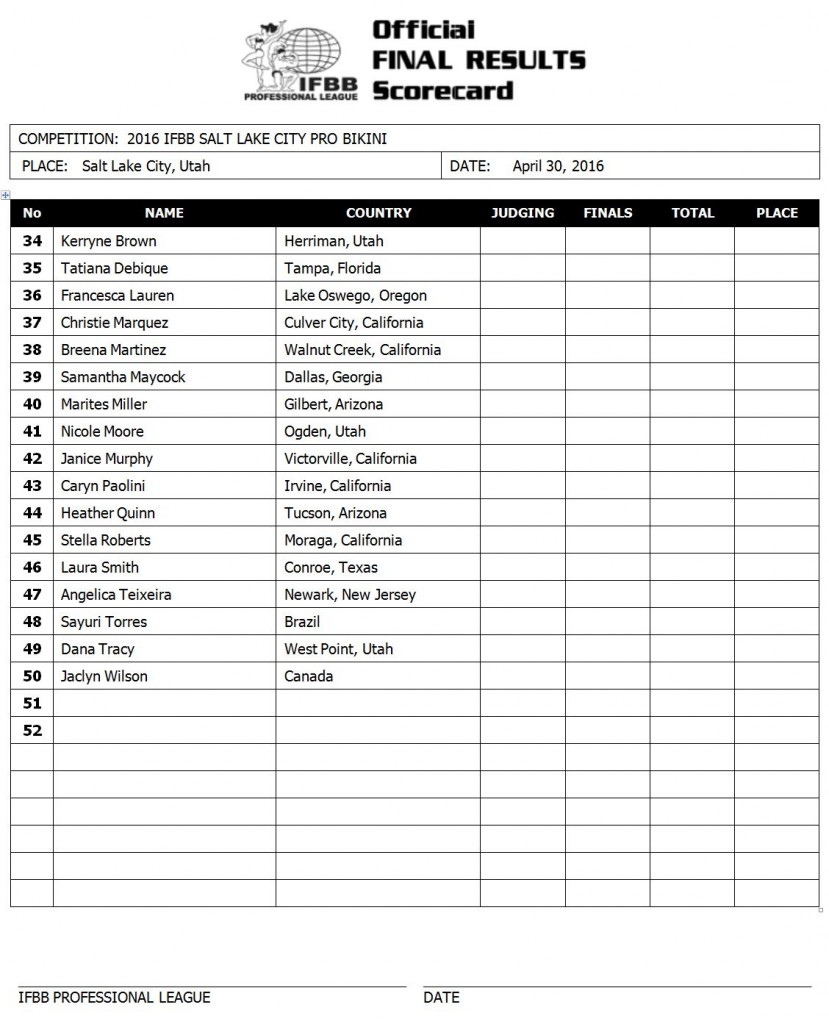 Official
FINAL RESULTS
Scorecard
IFBB
PROFESSIONAL LEAGUE
COMPETITION: 2016 IFBB SALT LAKE CITY PRO BIKINI
PLACE: Salt Lake City, Utah DATE: April 30, 2016
No NAME COUNTRY JUDGING FINALS TOTAL PLACE
34 Kerryne Brown Herriman, Utah
35 Tatiana Debique Tampa, Florida
36 Francesca Lauren Lake Oswego, Oregon
37 Christie Marquez Culver City, California
38 Breena Martinez Walnut Creek, California
39 Samantha Maycock Dallas, Georgia
40 Marites Miller Gilbert, Arizona
41 Nicole Moore Ogden, Utah
42 Janice Murphy Victorville, California
43 Caryn Paolini Irvine, California
44 Heather Quinn Tucson, Arizona
45 Stella Roberts Moraga, California
46 Laura Smith Conroe, Texas
47 Angelica Teixeira Newark, New Jersey
48 Sayuri Torres Brazil
49 Dana Tracy West Point, Utah
50 Jaclyn Wilson Canada
51
52
IFBB PROFESSIONAL LEAGUE DATE